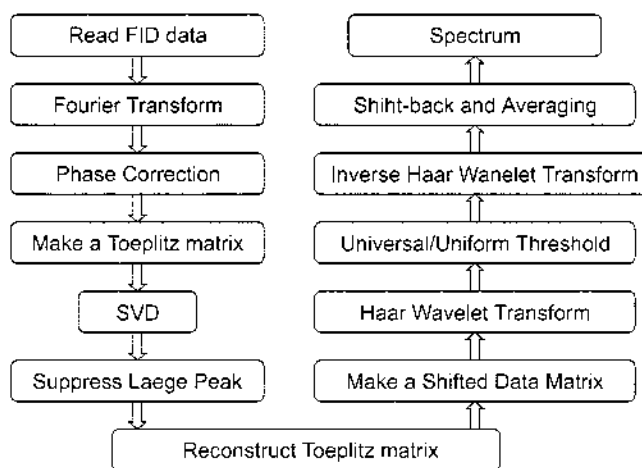 Read FID data
Fourier Transform
Phase Correction
Make a Toeplitz matrix
SVD
Suppress Laege Peak
Reconstruct Toeplitz matrix
Make a Shifted Data Matrix
Haar Wavelet Transform
Universal/Uniform Threshold
Inverse Haar Wanelet Transform
Shiht-back and Averaging
Spectrum